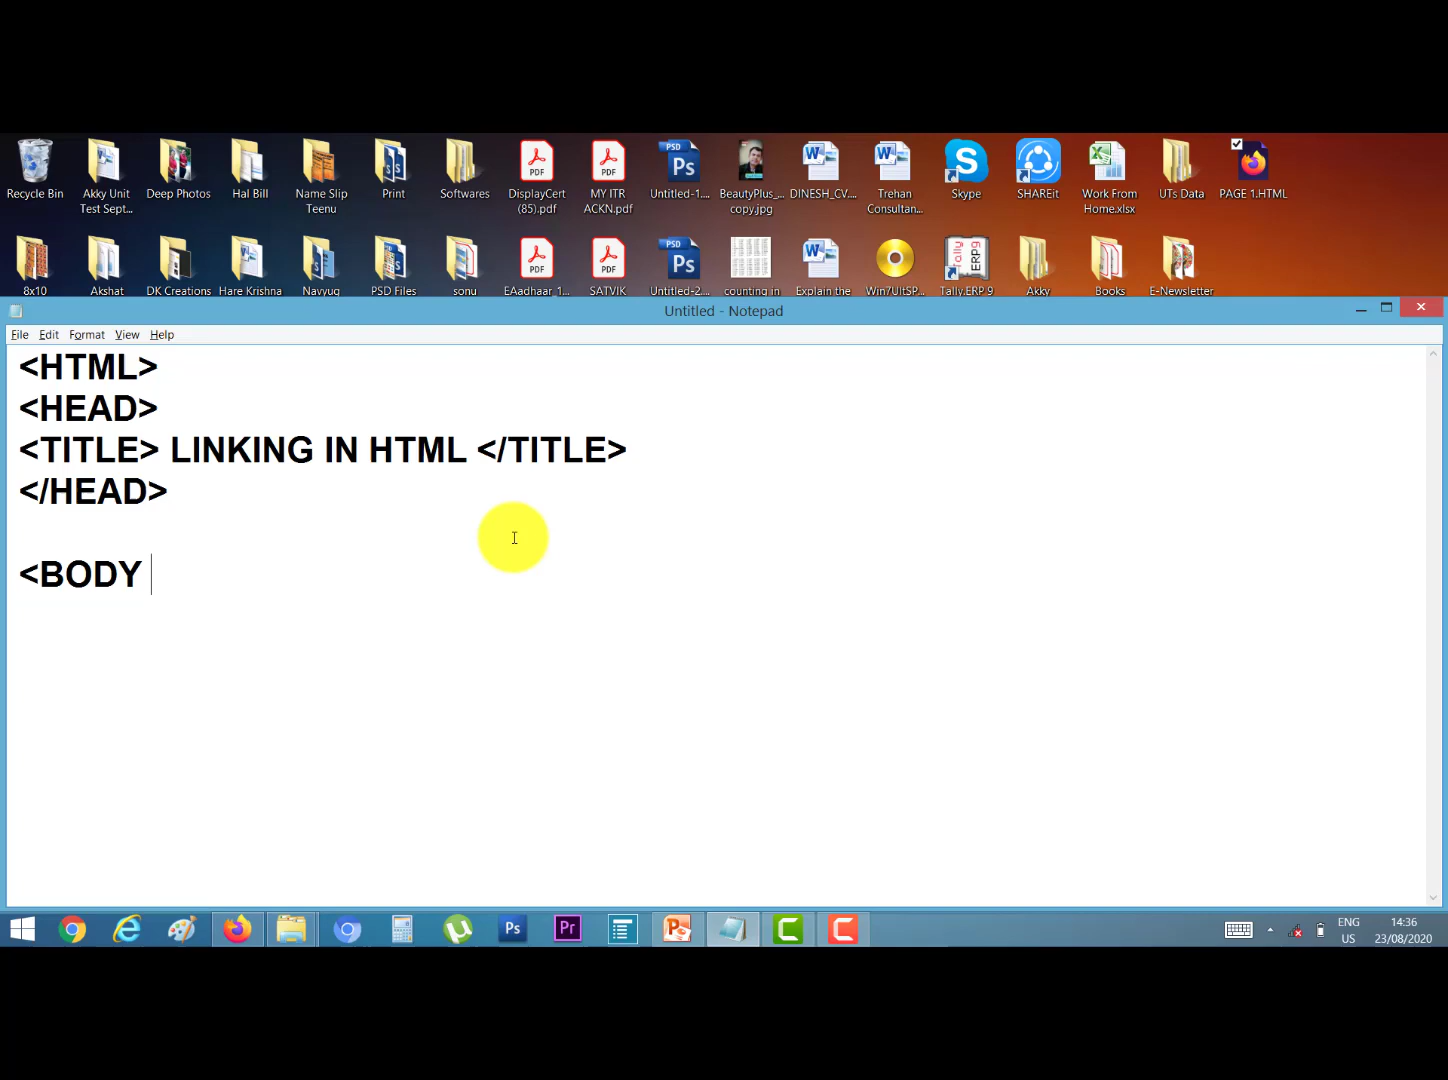 Recycle Bin
Akky Unit Test Sept...
Deep Photos
Hal Bill
Name Slip Teenu
Print
Softwares
DisplayCert (85).pdf
MY ITR ACKN.pdf
Untitled-1....
BeautyPlus_... copy.jpg
DINESH_CV....
Trehan Consultan...
Skype
SHAREit
Work From Home.xlsx
UTs Data
PAGE 1.HTML
8x10
Akshat
DK Creations
Hare Krishna
Navyug
PSD Files
sonu
EAadhaar_1...
SATVIK
Untitled-2....
counting in
Explain the
Win7UltSP...
Tally.ERP 9
Akky
Books
E-Newsletter
Untitled - Notepad
File Edit Format View Help
<HTML>
<HEAD>
<TITLE> LINKING IN HTML </TITLE>
</HEAD>
<BODY
ENG 14:36
US 23/08/2020